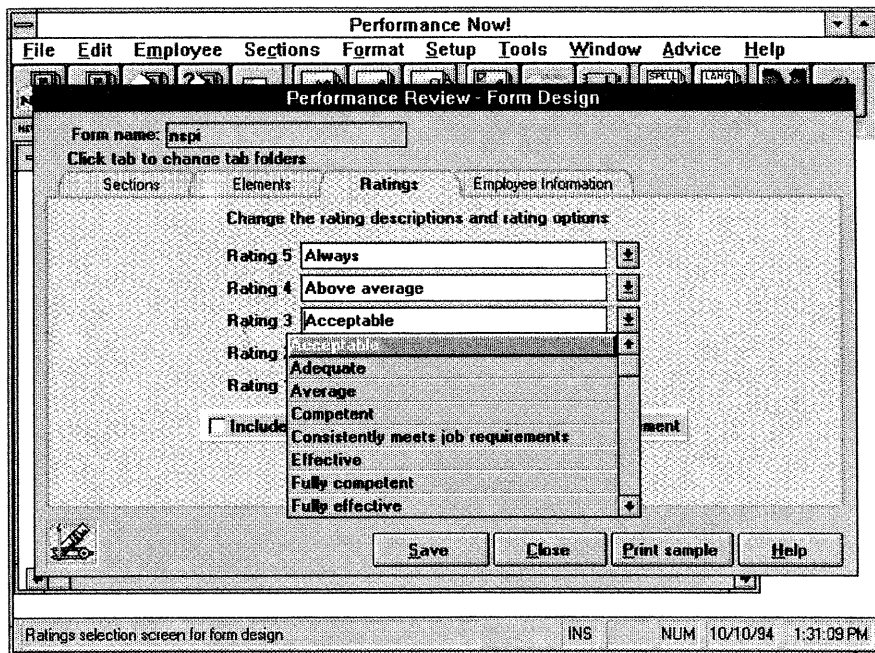 Performance Now!
File Edit Employee Sections Format Setup Tools Window Advice Help
SPELL LANG
Performance Review - Form Design
Form name: nspi
Click tab to change tab folders
Sections Elements Ratings Employee Information
Change the rating descriptions and rating options
Rating 5 Always
Rating 4 Above average
Rating 3 Acceptable
Acceptable
Rating
Adequate
Rating
Average
Competent
Include
Consistently meets job requirements
Effective
Fully competent
Fully effective
Save Close Print sample Help
Ratings selection screen for form design INS NUM 10/10/94 1:31:09 PM